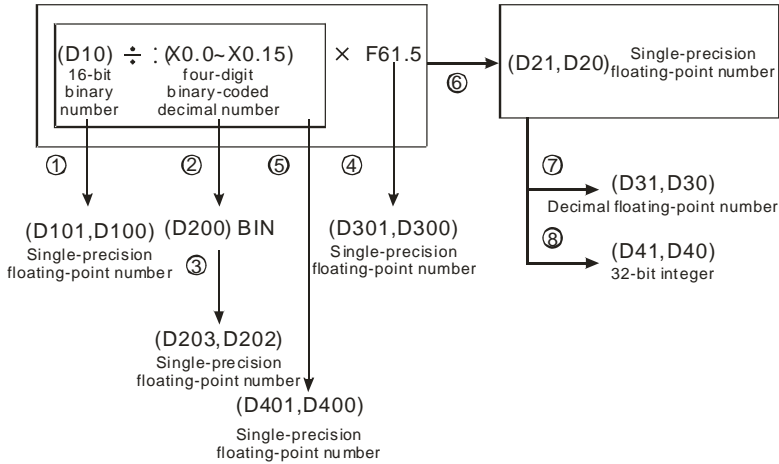 (D10) ÷ : (X0.0~X0.15) × F61.5
16-bit binary number
four-digit binary-coded decimal number
⑥
(D21,D20) Single-precision floating-point number
①
②
⑤
④
⑦
(D31,D30)
Decimal floating-point number
(D101,D100)
Single-precision
floating-point number
(D200) BIN
③
(D301,D300)
Single-precision
floating-point number
⑧
(D41,D40)
32-bit integer
(D203,D202)
Single-precision
floating-point number
(D401,D400)
Single-precision
floating-point number